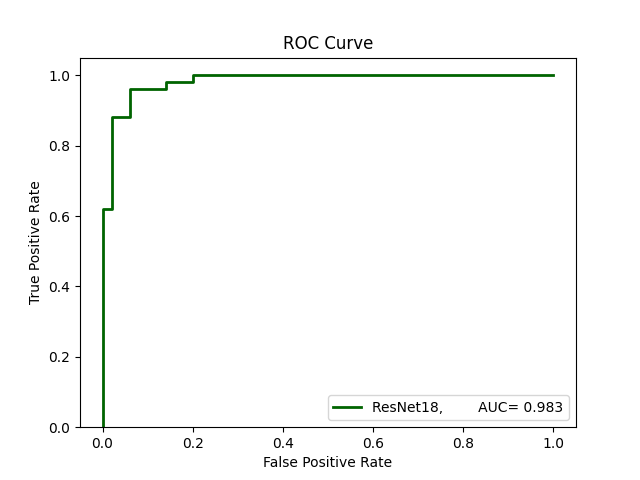 ROC Curve
True Positive Rate
1.0
0.8
0.6
0.4
0.2
0.0
0.0 0.2 0.4 0.6 0.8 1.0
False Positive Rate
ResNet18, AUC= 0.983